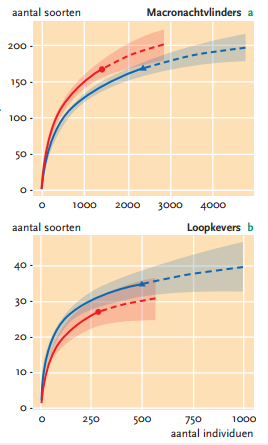 aantal soorten Macronachtvlinders a
200
150
100
50
0
0 1000 2000 3000 4000
aantal soorten Loopkevers b
40
30
20
10
0
0 250 500 750 1000
aantal individuen